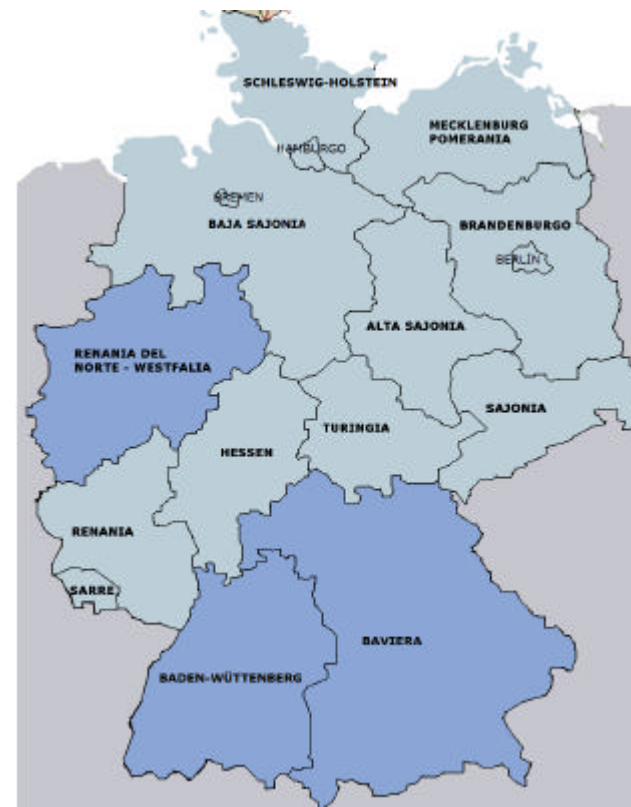 SCHLESWIG-HOLSTEIN
MECKLENBURG
POMERANIA
HAMBURGO
BREMEN
BAJA SAJONIA
BRANDENBURGO
BERLÍN
ALTA SAJONIA
RENANIA DEL
NORTE - WESTFALIA
SAJONIA
TURINGIA
HESSEN
RENANIA
SARRE
BAVIERA
BADEN-WÜTTENBERG